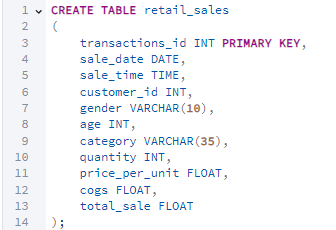 1 CREATE TABLE retail_sales
2 (
3 transactions_id INT PRIMARY KEY,
4 sale_date DATE,
5 sale_time TIME,
6 customer_id INT,
7 gender VARCHAR(10),
8 age INT,
9 category VARCHAR(35),
10 quantity INT,
11 price_per_unit FLOAT,
12 cogs FLOAT,
13 total_sale FLOAT
14 );